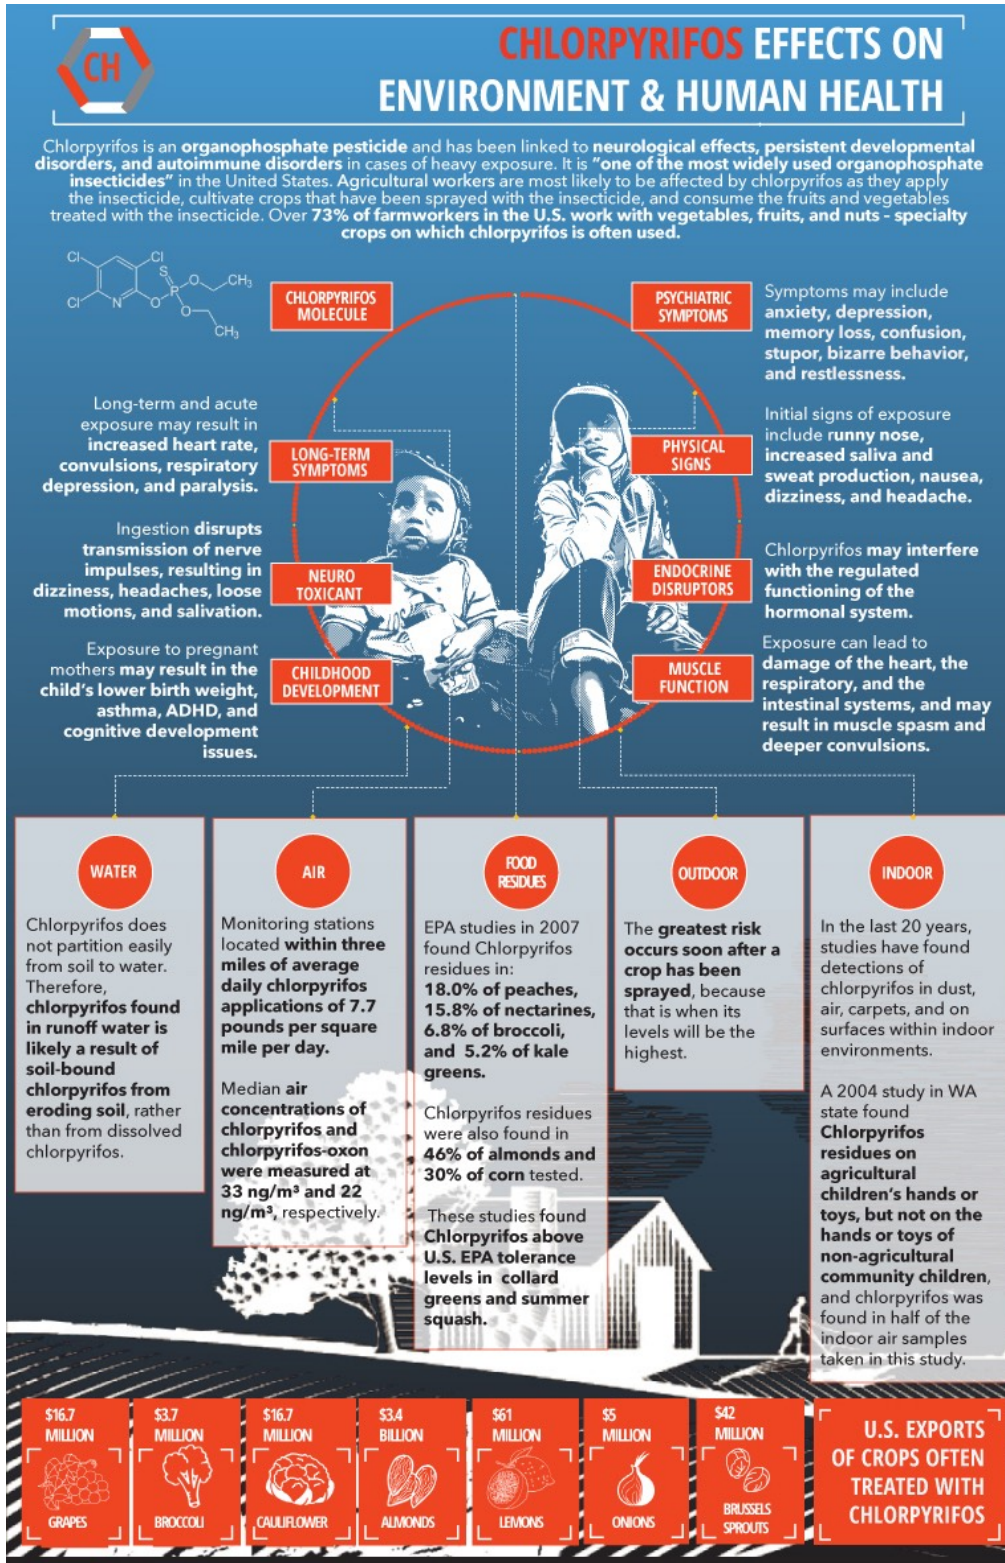 CH
CHLORPYRIFOS EFFECTS ON
ENVIRONMENT & HUMAN HEALTH
Chlorpyrifos is an organophosphate pesticide and has been linked to neurological effects, persistent developmental
disorders, and autoimmune disorders in cases of heavy exposure. It is "one of the most widely used organophosphate
insecticides" in the United States. Agricultural workers are most likely to be affected by chlorpyrifos as they apply
the insecticide, cultivate crops that have been sprayed with the insecticide, and consume the fruits and vegetables
treated with the insecticide. Over 73% of farmworkers in the U.S. work with vegetables, fruits, and nuts – specialty
crops on which chlorpyrifos is often used.
Cl
Cl
Cl
N
O
S
P
O
CH₃
O
CH₃
CHLORPYRIFOS
MOLECULE
Long-term and acute
exposure may result in
increased heart rate,
convulsions, respiratory
depression, and paralysis.
LONG-TERM
SYMPTOMS
Ingestion disrupts
transmission of nerve
impulses, resulting in
dizziness, headaches, loose
motions, and salivation.
NEURO
TOXICANT
Exposure to pregnant
mothers may result in the
child's lower birth weight,
asthma, ADHD, and
cognitive development
issues.
CHILDHOOD
DEVELOPMENT
PSYCHIATRIC
SYMPTOMS
Symptoms may include
anxiety, depression,
memory loss, confusion,
stupor, bizarre behavior,
and restlessness.
PHYSICAL
SIGNS
Initial signs of exposure
include runny nose,
increased saliva and
sweat production, nausea,
dizziness, and headache.
ENDOCRINE
DISRUPTORS
Chlorpyrifos may interfere
with the regulated
functioning of the
hormonal system.
MUSCLE
FUNCTION
Exposure can lead to
damage of the heart, the
respiratory, and the
intestinal systems, and may
result in muscle spasm and
deeper convulsions.
WATER
Chlorpyrifos does
not partition easily
from soil to water.
Therefore,
chlorpyrifos found
in runoff water is
likely a result of
soil-bound
chlorpyrifos from
eroding soil, rather
than from dissolved
chlorpyrifos.
AIR
Monitoring stations
located within three
miles of average
daily chlorpyrifos
applications of 7.7
pounds per square
mile per day.
Median air
concentrations of
chlorpyrifos and
chlorpyrifos-oxon
were measured at
33 ng/m³ and 22
ng/m³, respectively.
FOOD
RESIDUES
EPA studies in 2007
found Chlorpyrifos
residues in:
18.0% of peaches,
15.8% of nectarines,
6.8% of broccoli,
and 5.2% of kale
greens.
Chlorpyrifos residues
were also found in
46% of almonds and
30% of corn tested.
These studies found
Chlorpyrifos above
U.S. EPA tolerance
levels in collard
greens and summer
squash.
OUTDOOR
The greatest risk
occurs soon after a
crop has been
sprayed, because
that is when its
levels will be the
highest.
INDOOR
In the last 20 years,
studies have found
detections of
chlorpyrifos in dust,
air, carpets, and on
surfaces within indoor
environments.
A 2004 study in WA
state found
Chlorpyrifos
residues on
agricultural
children's hands or
toys, but not on the
hands or toys of
non-agricultural
community children,
and chlorpyrifos was
found in half of the
indoor air samples
taken in this study.
$16.7
MILLION
GRAPES
$3.7
MILLION
BROCCOLI
$16.7
MILLION
CAULIFLOWER
$3.4
BILLION
ALMONDS
$61
MILLION
LEMONS
$5
MILLION
ONIONS
$42
MILLION
BRUSSELS
SPROUTS
U.S. EXPORTS
OF CROPS OFTEN
TREATED WITH
CHLORPYRIFOS